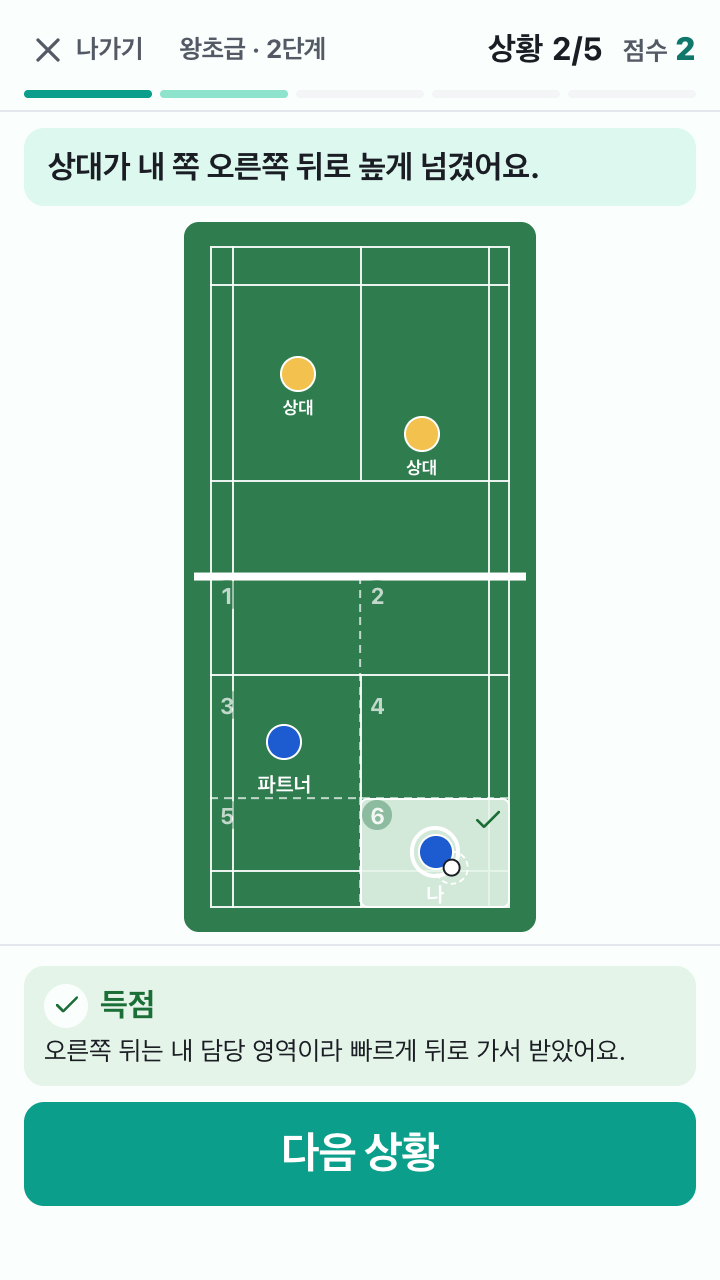 나가기 왕초급 · 2단계 상황 2/5 점수 2
상대가 내 쪽 오른쪽 뒤로 높게 넘겼어요.
상대
상대
1 2
3 4
파트너
5 6
나
득점
오른쪽 뒤는 내 담당 영역이라 빠르게 뒤로 가서 받았어요.
다음 상황